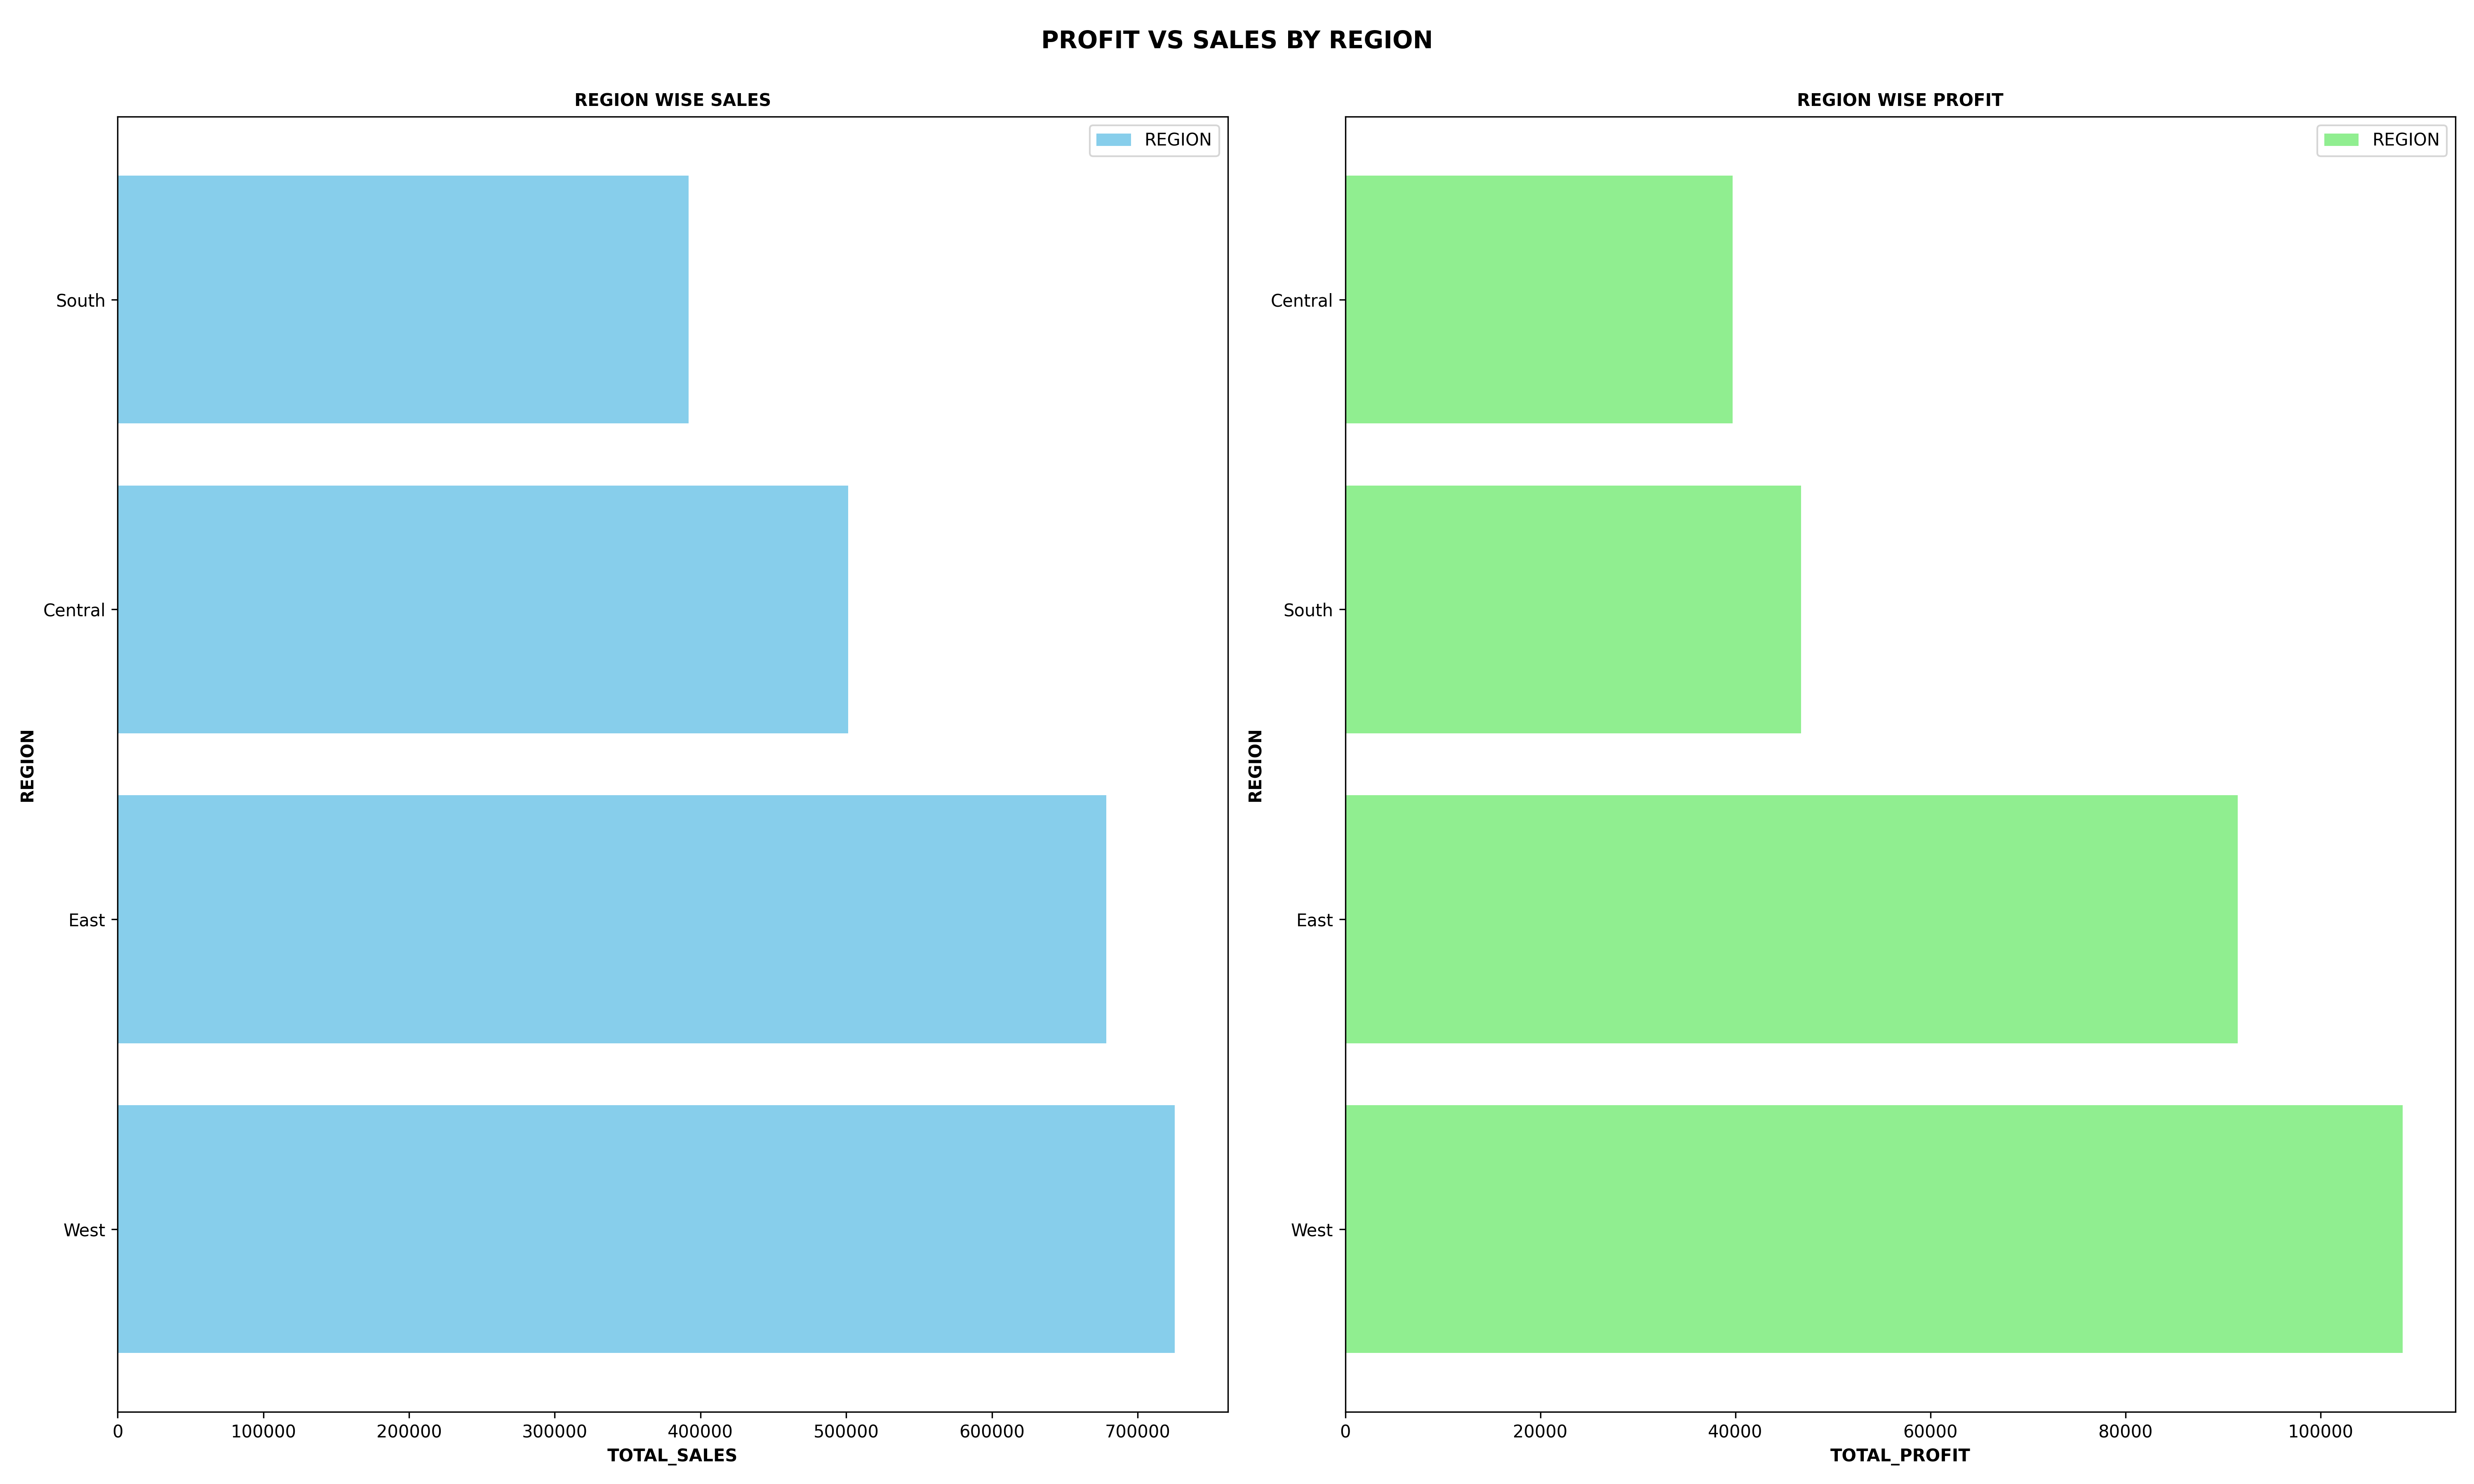 PROFIT VS SALES BY REGION
REGION WISE SALES
REGION
REGION
South
Central
East
West
0 100000 200000 300000 400000 500000 600000 700000
TOTAL_SALES
REGION WISE PROFIT
REGION
REGION
Central
South
East
West
0 20000 40000 60000 80000 100000
TOTAL_PROFIT